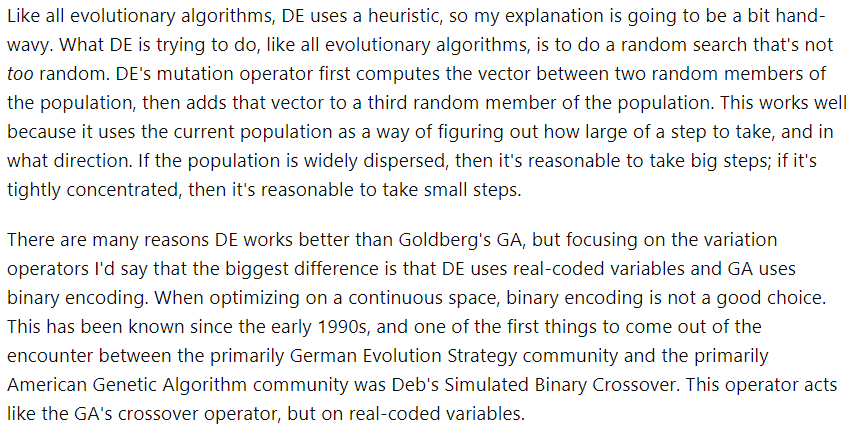 Like all evolutionary algorithms, DE uses a heuristic, so my explanation is going to be a bit hand-
wavy. What DE is trying to do, like all evolutionary algorithms, is to do a random search that's not
too random. DE's mutation operator first computes the vector between two random members of
the population, then adds that vector to a third random member of the population. This works well
because it uses the current population as a way of figuring out how large of a step to take, and in
what direction. If the population is widely dispersed, then it's reasonable to take big steps; if it's
tightly concentrated, then it's reasonable to take small steps.
There are many reasons DE works better than Goldberg's GA, but focusing on the variation
operators I'd say that the biggest difference is that DE uses real-coded variables and GA uses
binary encoding. When optimizing on a continuous space, binary encoding is not a good choice.
This has been known since the early 1990s, and one of the first things to come out of the
encounter between the primarily German Evolution Strategy community and the primarily
American Genetic Algorithm community was Deb's Simulated Binary Crossover. This operator acts
like the GA's crossover operator, but on real-coded variables.